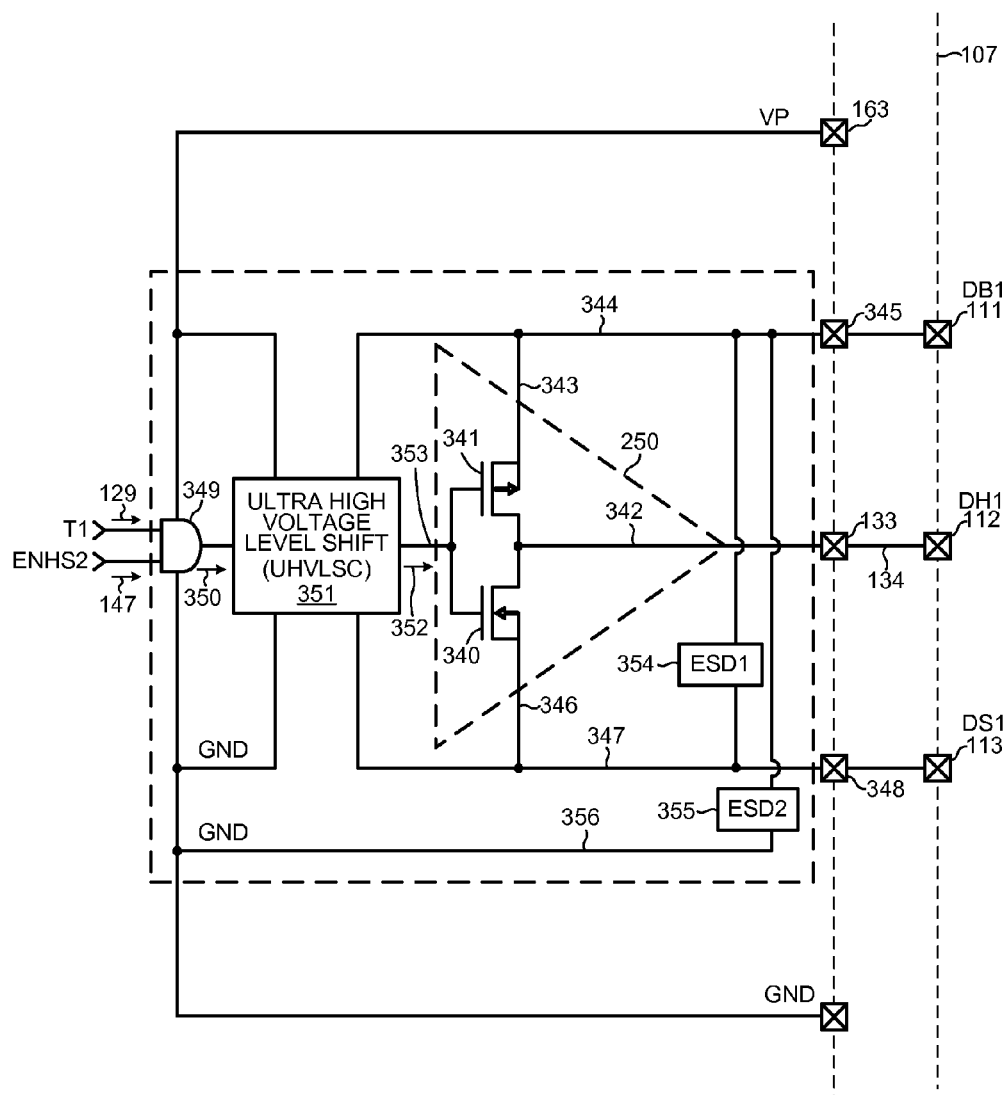 107
VP
163
DB1
344
345
111
343
341
250
349
353
129
T1
ULTRA HIGH
VOLTAGE
LEVEL SHIFT
(UHVLSC)
351
342
133
DH1
112
ENHS2
147
350
352
134
340
354
ESD1
346
DS1
GND
347
113
348
355
ESD2
GND
356
GND